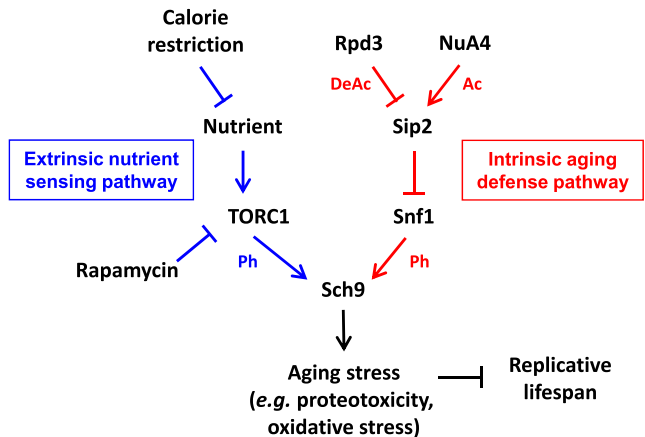 Calorie
restriction
Rpd3
NuA4
DeAc
Ac
Nutrient
Sip2
Extrinsic nutrient
sensing pathway
Intrinsic aging
defense pathway
TORC1
Snf1
Rapamycin
Ph
Ph
Sch9
Aging stress
(e.g. proteotoxicity,
oxidative stress)
Replicative
lifespan